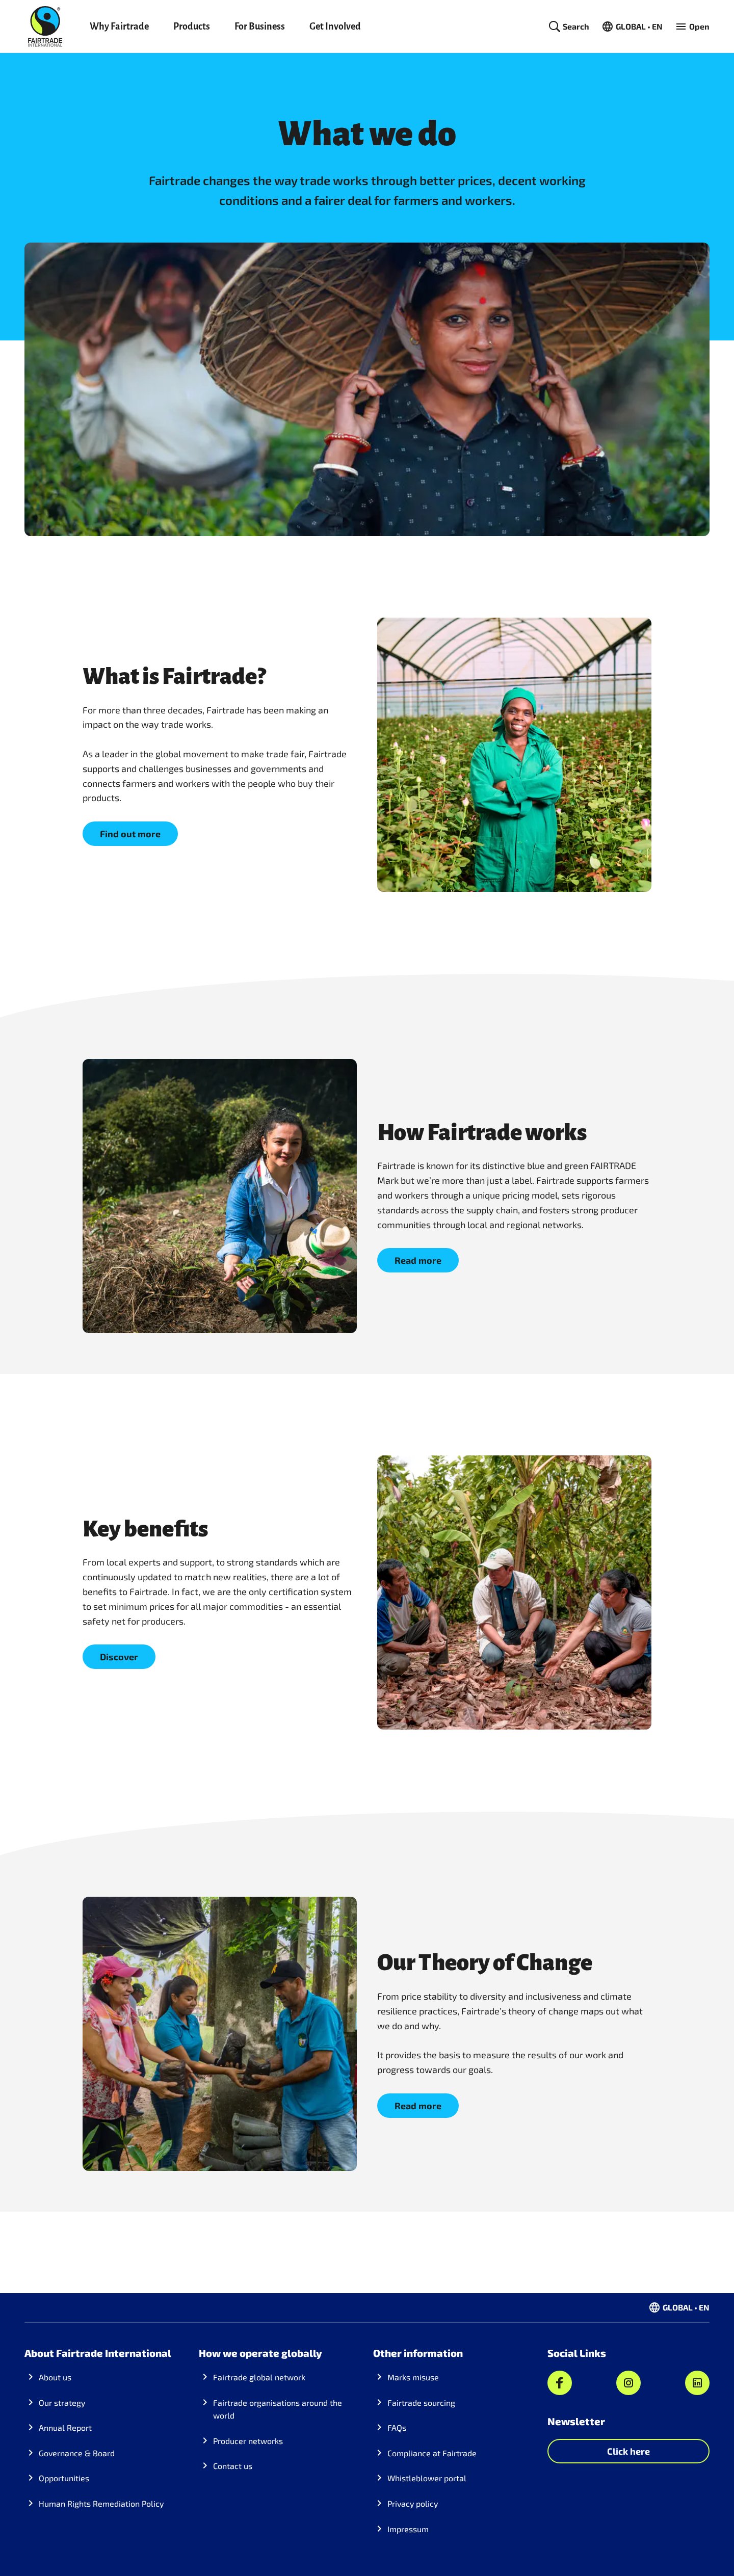 FAIRTRADE
INTERNATIONAL
Why Fairtrade
Products
For Business
Get Involved
Search
GLOBAL • EN
Open
What we do
Fairtrade changes the way trade works through better prices, decent working
conditions and a fairer deal for farmers and workers.
What is Fairtrade?
For more than three decades, Fairtrade has been making an
impact on the way trade works.
As a leader in the global movement to make trade fair, Fairtrade
supports and challenges businesses and governments and
connects farmers and workers with the people who buy their
products.
Find out more
How Fairtrade works
Fairtrade is known for its distinctive blue and green FAIRTRADE
Mark but we’re more than just a label. Fairtrade supports farmers
and workers through a unique pricing model, sets rigorous
standards across the supply chain, and fosters strong producer
communities through local and regional networks.
Read more
Key benefits
From local experts and support, to strong standards which are
continuously updated to match new realities, there are a lot of
benefits to Fairtrade. In fact, we are the only certification system
to set minimum prices for all major commodities - an essential
safety net for producers.
Discover
Our Theory of Change
From price stability to diversity and inclusiveness and climate
resilience practices, Fairtrade’s theory of change maps out what
we do and why.
It provides the basis to measure the results of our work and
progress towards our goals.
Read more
GLOBAL • EN
About Fairtrade International
About us
Our strategy
Annual Report
Governance & Board
Opportunities
Human Rights Remediation Policy
How we operate globally
Fairtrade global network
Fairtrade organisations around the
world
Producer networks
Contact us
Other information
Marks misuse
Fairtrade sourcing
FAQs
Compliance at Fairtrade
Whistleblower portal
Privacy policy
Impressum
Social Links
Newsletter
Click here